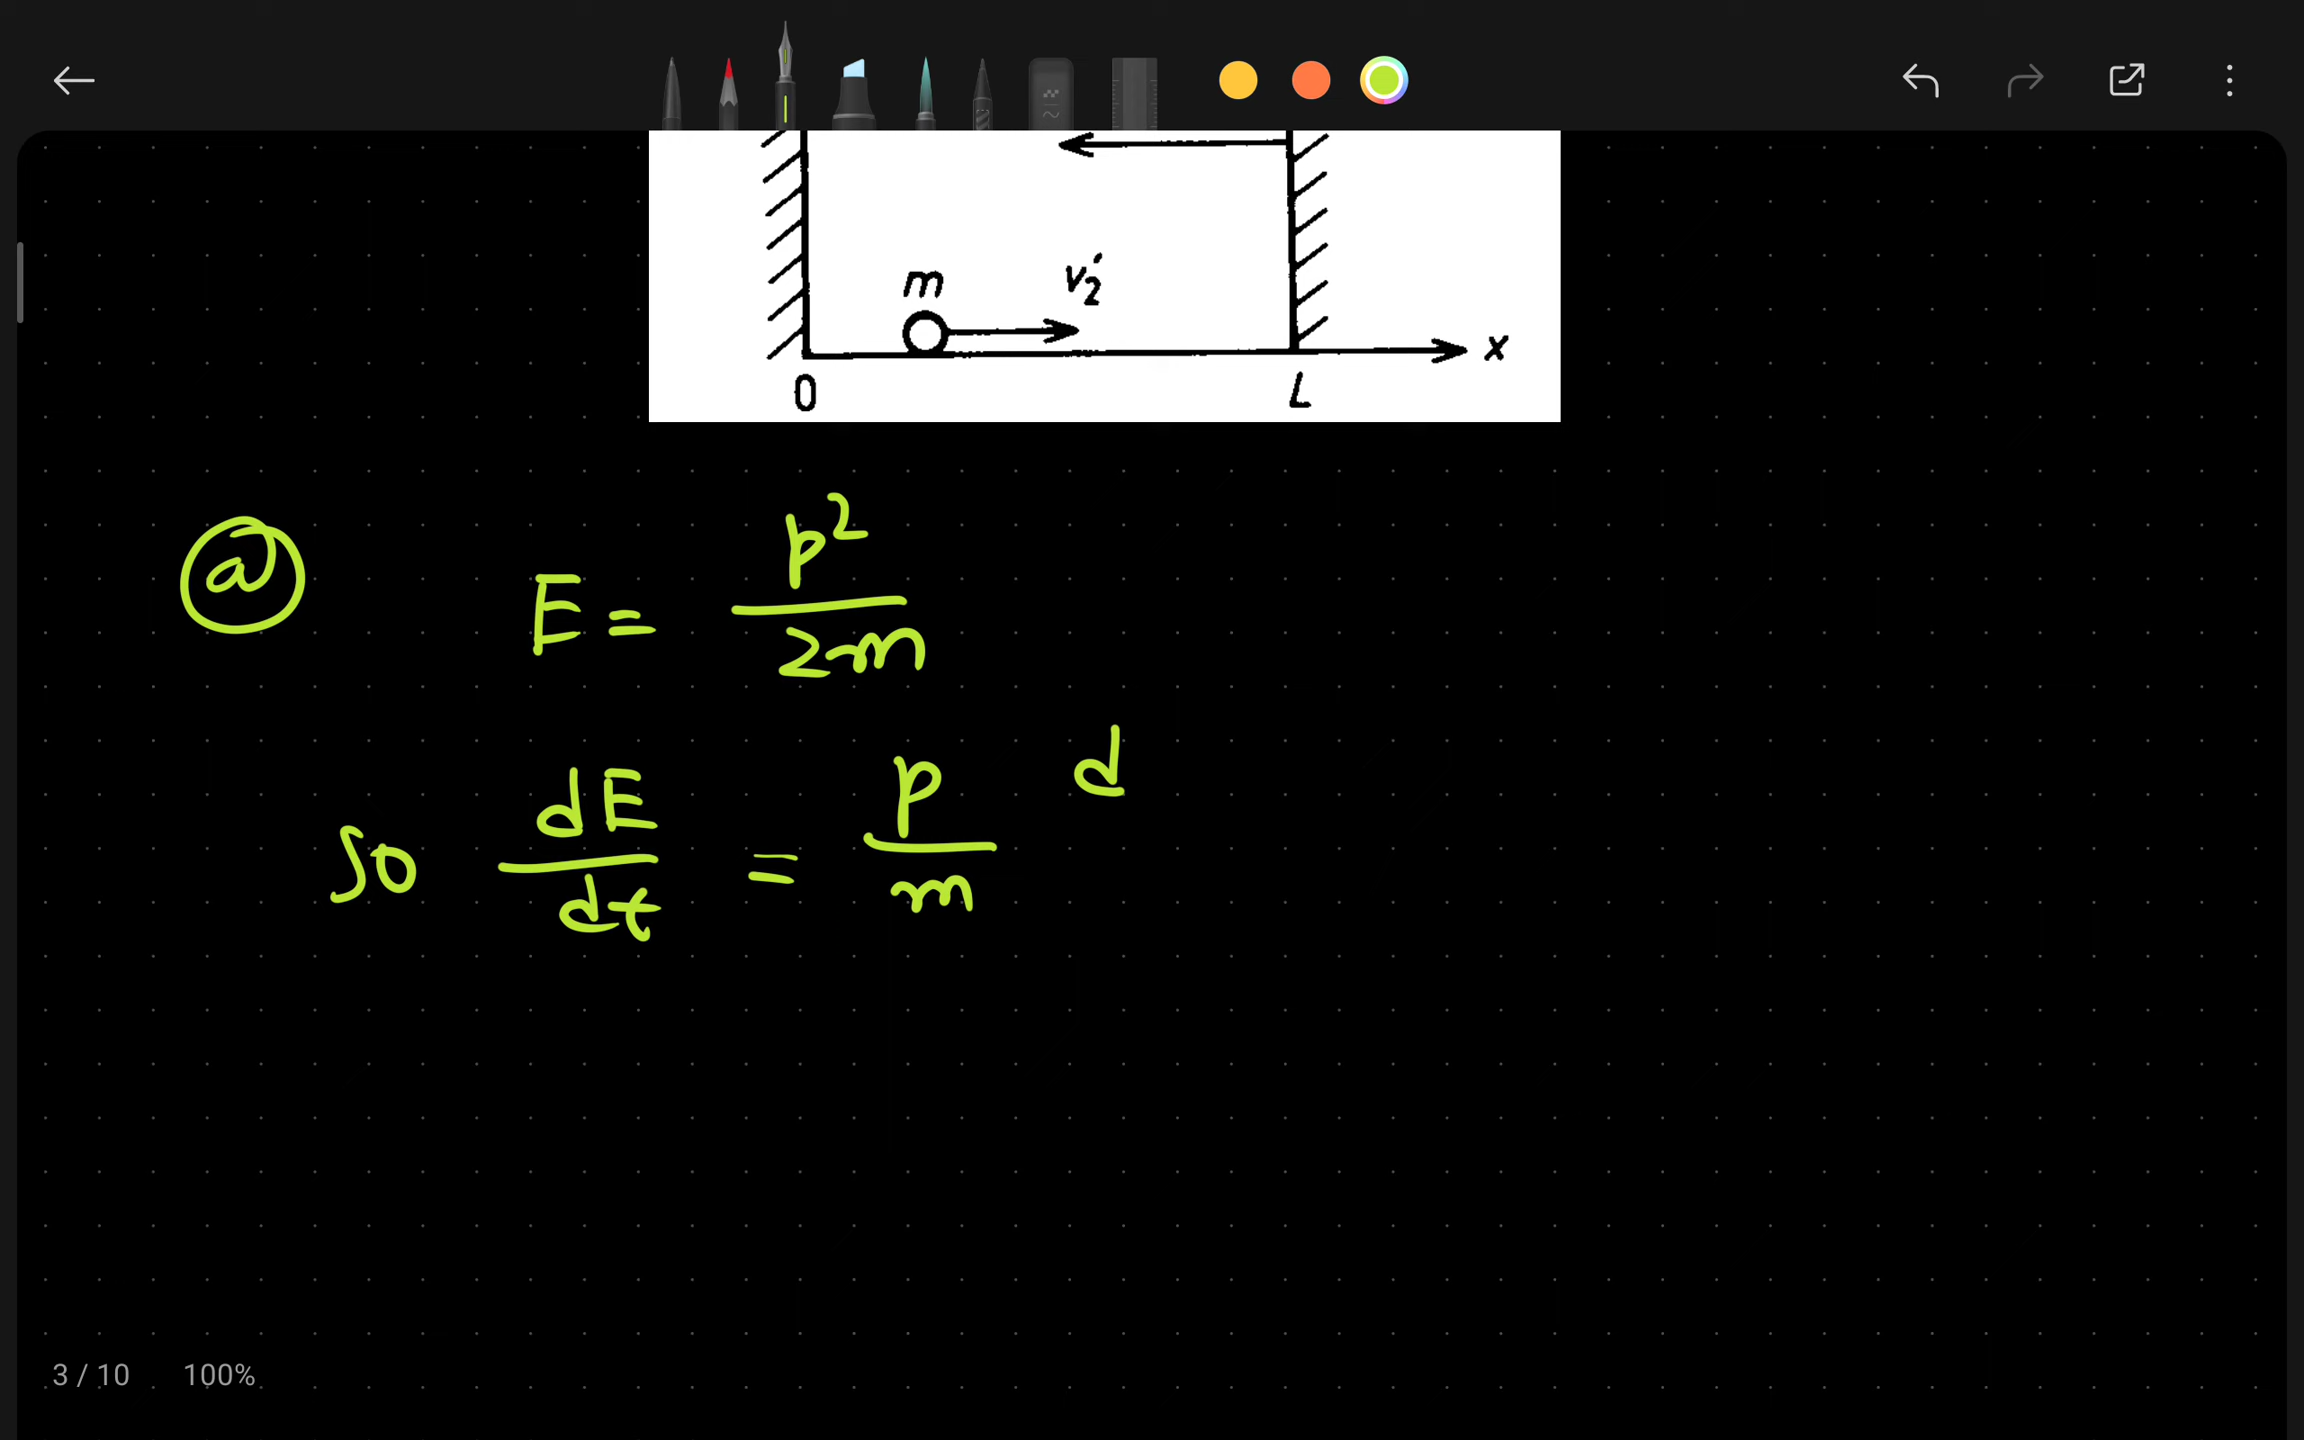 m v₂′
x
0 L
ⓐ E = p²/2m
So dE/dt = p/m d
3 / 10 100%